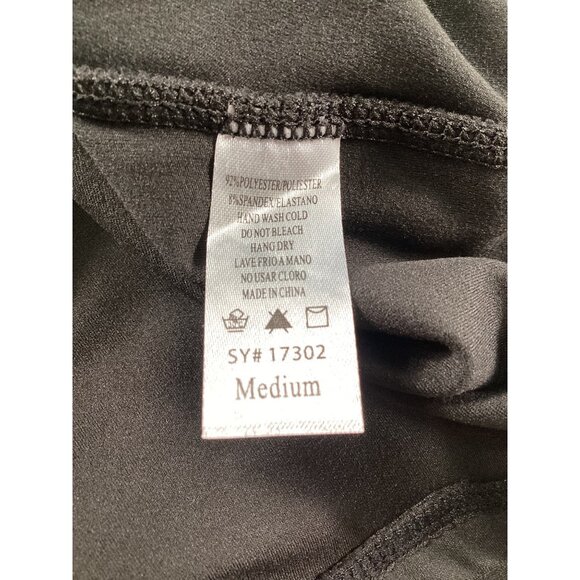 92%POLYESTER/POLIESTER
8%SPANDEX/ELASTANO
HAND WASH COLD
DO NOT BLEACH
HANG DRY
LAVE FRIO A MANO
NO USAR CLORO
MADE IN CHINA
SY# 17302
Medium